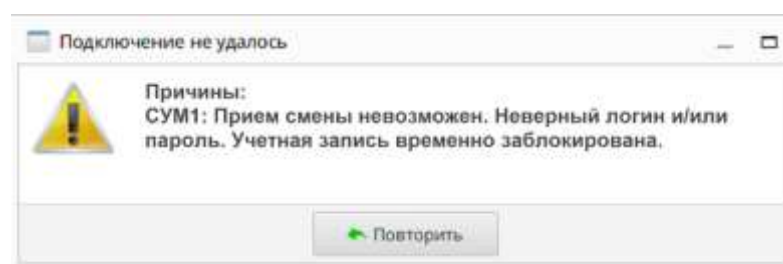 Подключение не удалось
Причины:
СУМ1: Прием смены невозможен. Неверный логин и/или
пароль. Учетная запись временно заблокирована.
Повторить